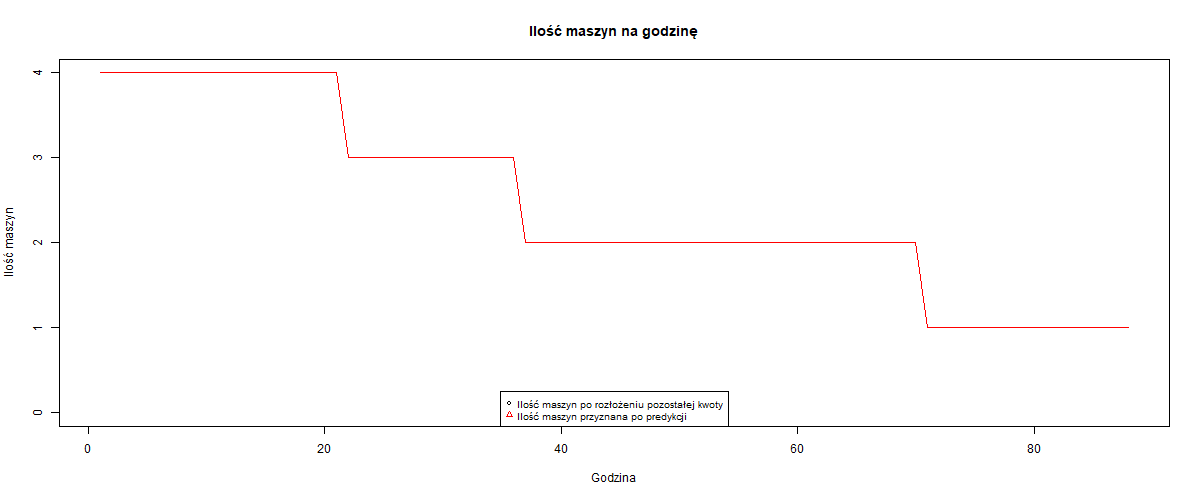 Ilość maszyn na godzinę
Ilość maszyn
4
3
2
1
0
Ilość maszyn po rozłożeniu pozostałej kwoty
Ilość maszyn przyznana po predykcji
0 20 40 60 80
Godzina